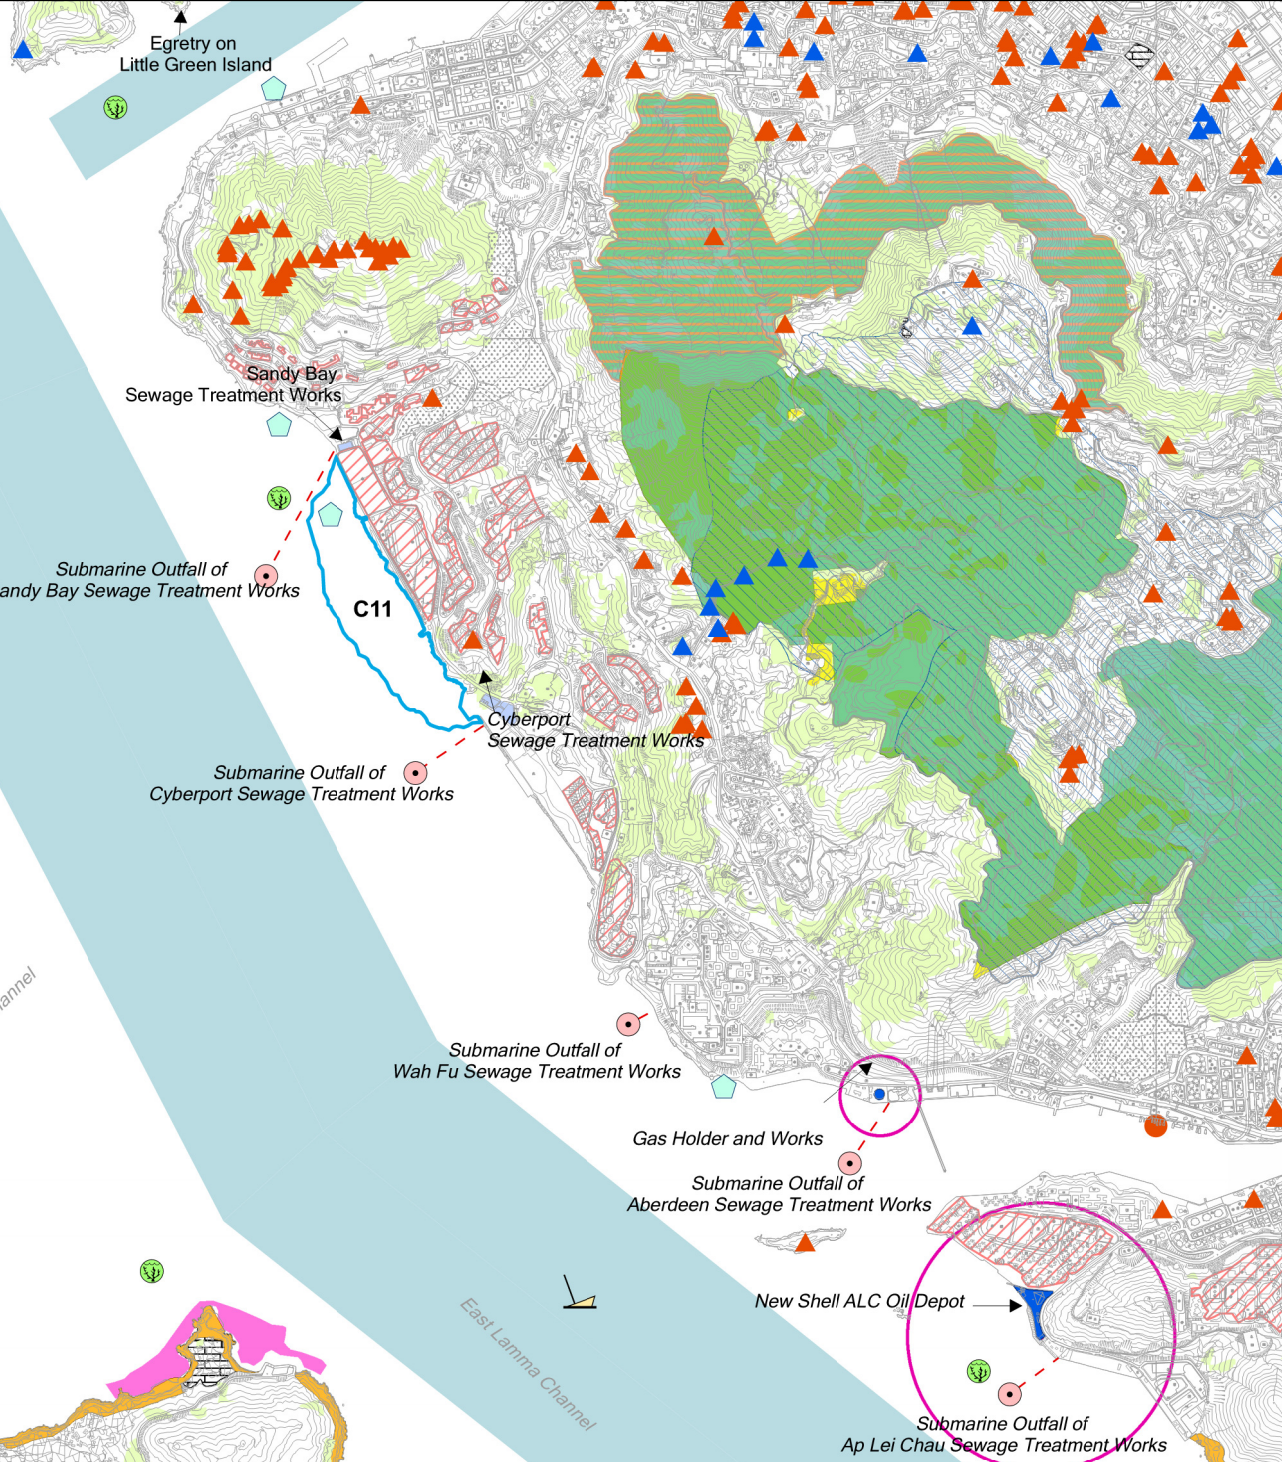 Egretry on
Little Green Island
Sandy Bay
Sewage Treatment Works
Submarine Outfall of
andy Bay Sewage Treatment Works
C11
Cyberport
Sewage Treatment Works
Submarine Outfall of
Cyberport Sewage Treatment Works
annel
Submarine Outfall of
Wah Fu Sewage Treatment Works
Gas Holder and Works
Submarine Outfall of
Aberdeen Sewage Treatment Works
New Shell ALC Oil Depot
East Lamma Channel
Submarine Outfall of
Ap Lei Chau Sewage Treatment Works